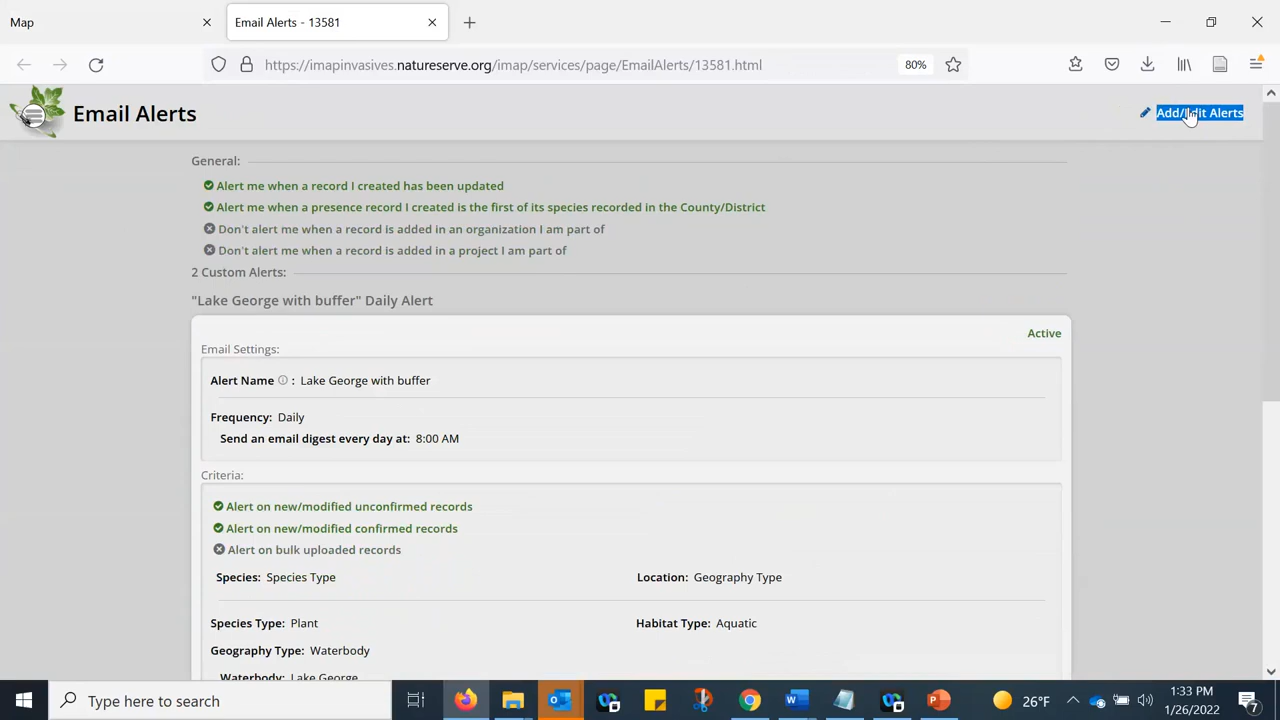 Map
Email Alerts - 13581
https://imapinvasives.natureserve.org/imap/services/page/EmailAlerts/13581.html
80%
Email Alerts
Add/Edit Alerts
General:
Alert me when a record I created has been updated
Alert me when a presence record I created is the first of its species recorded in the County/District
Don't alert me when a record is added in an organization I am part of
Don't alert me when a record is added in a project I am part of
2 Custom Alerts:
"Lake George with buffer" Daily Alert
Active
Email Settings:
Alert Name : Lake George with buffer
Frequency: Daily
Send an email digest every day at: 8:00 AM
Criteria:
Alert on new/modified unconfirmed records
Alert on new/modified confirmed records
Alert on bulk uploaded records
Species: Species Type
Location: Geography Type
Species Type: Plant
Habitat Type: Aquatic
Geography Type: Waterbody
Waterbody: Lake George
Type here to search
26°F
1:33 PM
1/26/2022
7